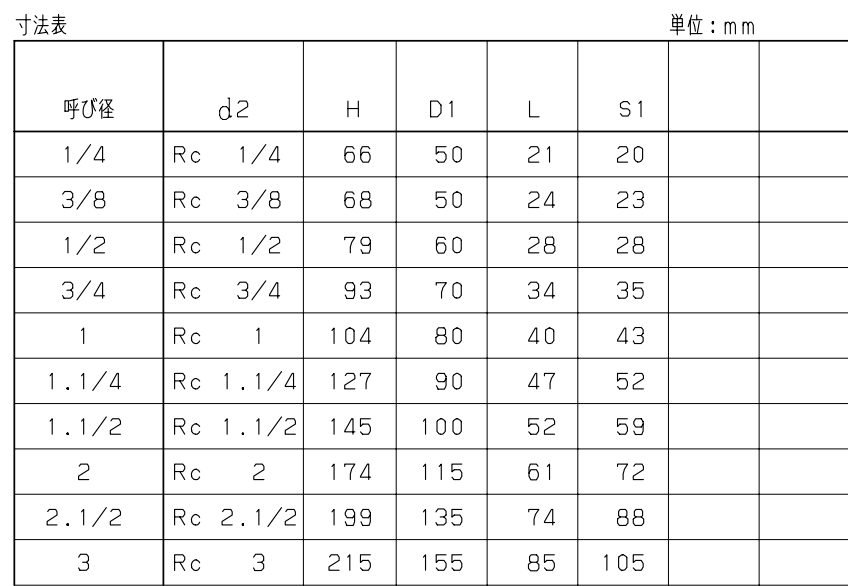 寸法表 単位：mm
呼び径 d2 H D1 L S1
1/4 Rc 1/4 66 50 21 20
3/8 Rc 3/8 68 50 24 23
1/2 Rc 1/2 79 60 28 28
3/4 Rc 3/4 93 70 34 35
1 Rc 1 104 80 40 43
1.1/4 Rc 1.1/4 127 90 47 52
1.1/2 Rc 1.1/2 145 100 52 59
2 Rc 2 174 115 61 72
2.1/2 Rc 2.1/2 199 135 74 88
3 Rc 3 215 155 85 105